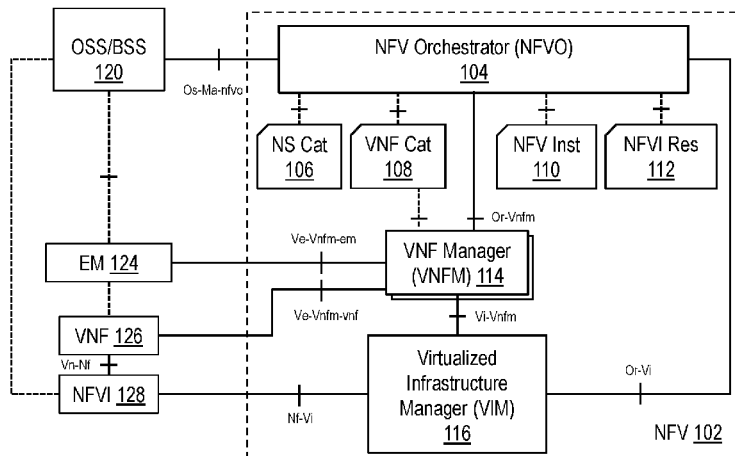 OSS/BSS
120
Os-Ma-nfvo
NFV Orchestrator (NFVO)
104
NS Cat
106
VNF Cat
108
NFV Inst
110
NFVI Res
112
Or-Vnfm
Ve-Vnfm-em
VNF Manager
(VNFM) 114
EM 124
Ve-Vnfm-vnf
Vi-Vnfm
VNF 126
Vn-Nf
NFVI 128
Nf-Vi
Virtualized
Infrastructure
Manager (VIM)
116
Or-Vi
NFV 102